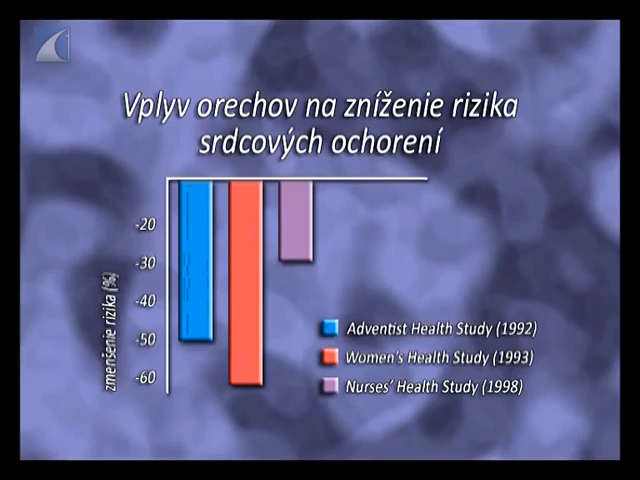 Vplyv orechov na zníženie rizika
srdcových ochorení
-20
-30
-40
-50
-60
zmenšenie rizika (%)
Adventist Health Study (1992)
Women's Health Study (1993)
Nurses' Health Study (1998)